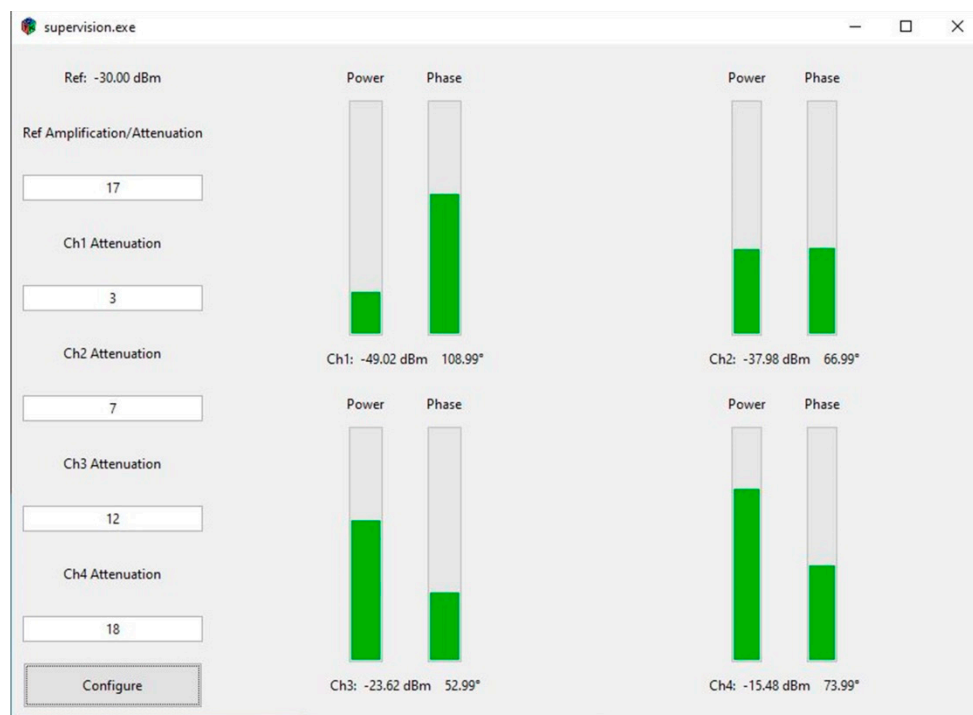 supervision.exe
Ref: -30.00 dBm
Ref Amplification/Attenuation
17
Ch1 Attenuation
3
Ch2 Attenuation
7
Ch3 Attenuation
12
Ch4 Attenuation
18
Configure
Power Phase
Ch1: -49.02 dBm 108.99°
Power Phase
Ch2: -37.98 dBm 66.99°
Power Phase
Ch3: -23.62 dBm 52.99°
Power Phase
Ch4: -15.48 dBm 73.99°